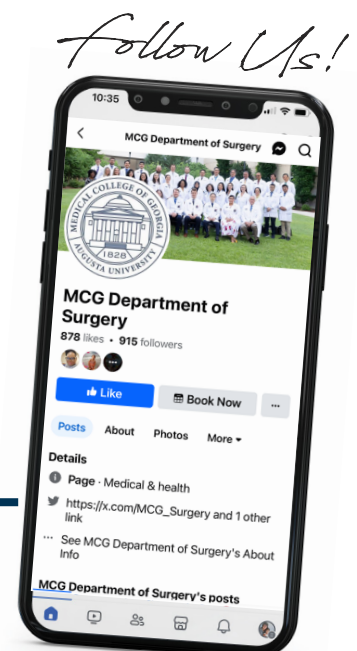 Follow Us!
10:35
MCG Department of Surgery
MEDICAL COLLEGE OF GEORGIA
1828
AUGUSTA UNIVERSITY
MCG Department of
Surgery
878 likes • 915 followers
Like
Book Now
Posts
About
Photos
More
Details
Page · Medical & health
https://x.com/MCG_Surgery and 1 other
link
See MCG Department of Surgery's About
Info
MCG Department of Surgery's posts